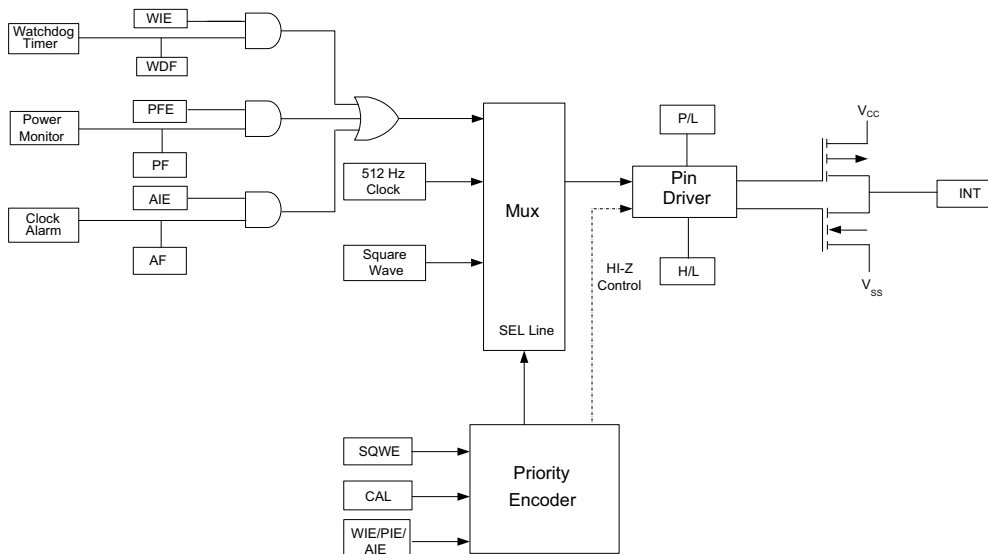 WIE
Watchdog
Timer
WDF
PFE
Power
Monitor
PF
AIE
Clock
Alarm
AF
512 Hz
Clock
Square
Wave
Mux
SEL Line
P/L
Pin
Driver
H/L
HI-Z
Control
VCC
INT
VSS
SQWE
CAL
WIE/PIE/
AIE
Priority
Encoder